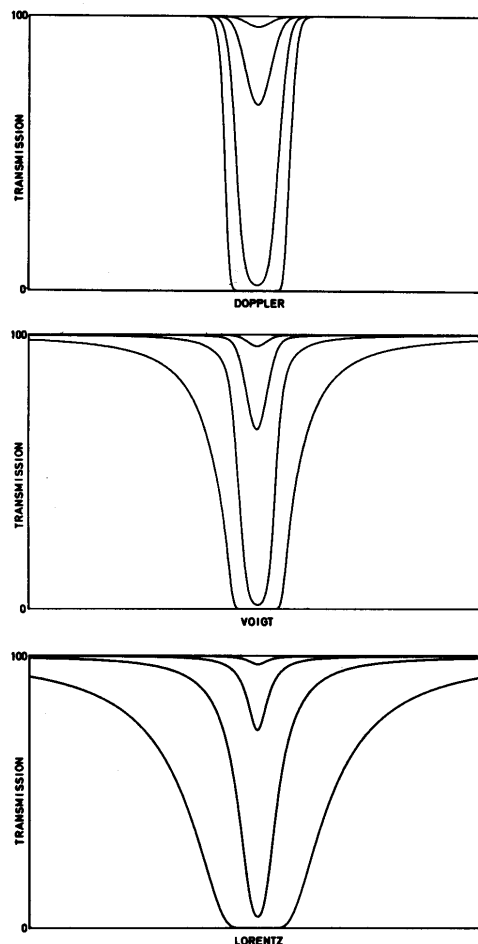 100
TRANSMISSION
0
DOPPLER
100
TRANSMISSION
0
VOIGT
100
TRANSMISSION
0
LORENTZ